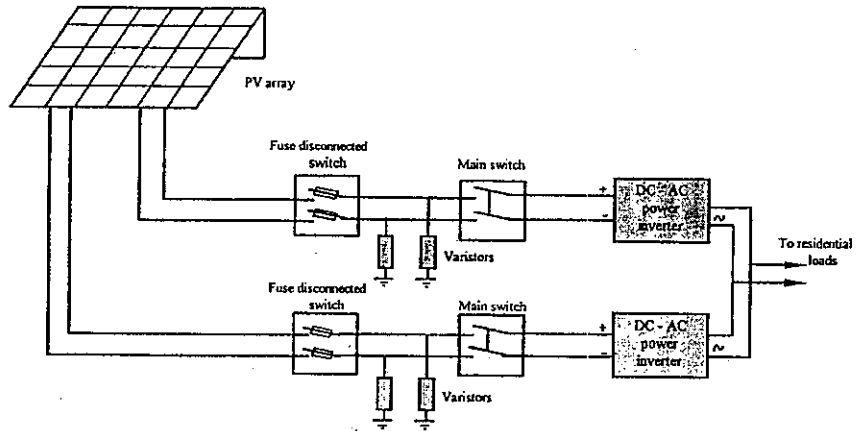 PV array
Fuse disconnected
switch
Main switch
+
-
DC - AC
power
inverter
~
Varistors
To residential
loads
Fuse disconnected
switch
Main switch
+
-
DC - AC
power
inverter
~
Varistors